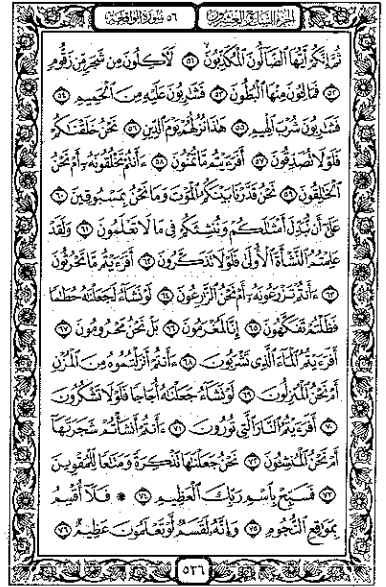 الجزء السابع والعشرون ٥٦ سورة الواقعة
ثُمَّ إِنَّكُمْ أَيُّهَا الضَّالُّونَ الْمُكَذِّبُونَ ٥١ لَآكِلُونَ مِن شَجَرٍ مِّن زَقُّومٍ
٥٢ فَمَالِئُونَ مِنْهَا الْبُطُونَ ٥٣ فَشَارِبُونَ عَلَيْهِ مِنَ الْحَمِيمِ ٥٤
فَشَارِبُونَ شُرْبَ الْهِيمِ ٥٥ هَذَا نُزُلُهُمْ يَوْمَ الدِّينِ ٥٦ نَحْنُ خَلَقْنَاكُمْ
فَلَوْلَا تُصَدِّقُونَ ٥٧ أَفَرَءَيْتُم مَّا تُمْنُونَ ٥٨ ءَأَنتُمْ تَخْلُقُونَهُ أَمْ نَحْنُ
الْخَالِقُونَ ٥٩ نَحْنُ قَدَّرْنَا بَيْنَكُمُ الْمَوْتَ وَمَا نَحْنُ بِمَسْبُوقِينَ ٦٠
عَلَى أَن نُّبَدِّلَ أَمْثَالَكُمْ وَنُنشِئَكُمْ فِي مَا لَا تَعْلَمُونَ ٦١ وَلَقَدْ
عَلِمْتُمُ النَّشْأَةَ الْأُولَى فَلَوْلَا تَذَكَّرُونَ ٦٢ أَفَرَءَيْتُم مَّا تَحْرُثُونَ
٦٣ ءَأَنتُمْ تَزْرَعُونَهُ أَمْ نَحْنُ الزَّارِعُونَ ٦٤ لَوْ نَشَاءُ لَجَعَلْنَاهُ حُطَامًا
فَظَلْتُمْ تَفَكَّهُونَ ٦٥ إِنَّا لَمُغْرَمُونَ ٦٦ بَلْ نَحْنُ مَحْرُومُونَ ٦٧
أَفَرَءَيْتُمُ الْمَاءَ الَّذِي تَشْرَبُونَ ٦٨ ءَأَنتُمْ أَنزَلْتُمُوهُ مِنَ الْمُزْنِ
أَمْ نَحْنُ الْمُنزِلُونَ ٦٩ لَوْ نَشَاءُ جَعَلْنَاهُ أُجَاجًا فَلَوْلَا تَشْكُرُونَ
٧٠ أَفَرَءَيْتُمُ النَّارَ الَّتِي تُورُونَ ٧١ ءَأَنتُمْ أَنشَأْتُمْ شَجَرَتَهَا
أَمْ نَحْنُ الْمُنشِئُونَ ٧٢ نَحْنُ جَعَلْنَاهَا تَذْكِرَةً وَمَتَاعًا لِّلْمُقْوِينَ
٧٣ فَسَبِّحْ بِاسْمِ رَبِّكَ الْعَظِيمِ ٧٤ * فَلَا أُقْسِمُ
بِمَوَاقِعِ النُّجُومِ ٧٥ وَإِنَّهُ لَقَسَمٌ لَّوْ تَعْلَمُونَ عَظِيمٌ ٧٦
٥٣٦